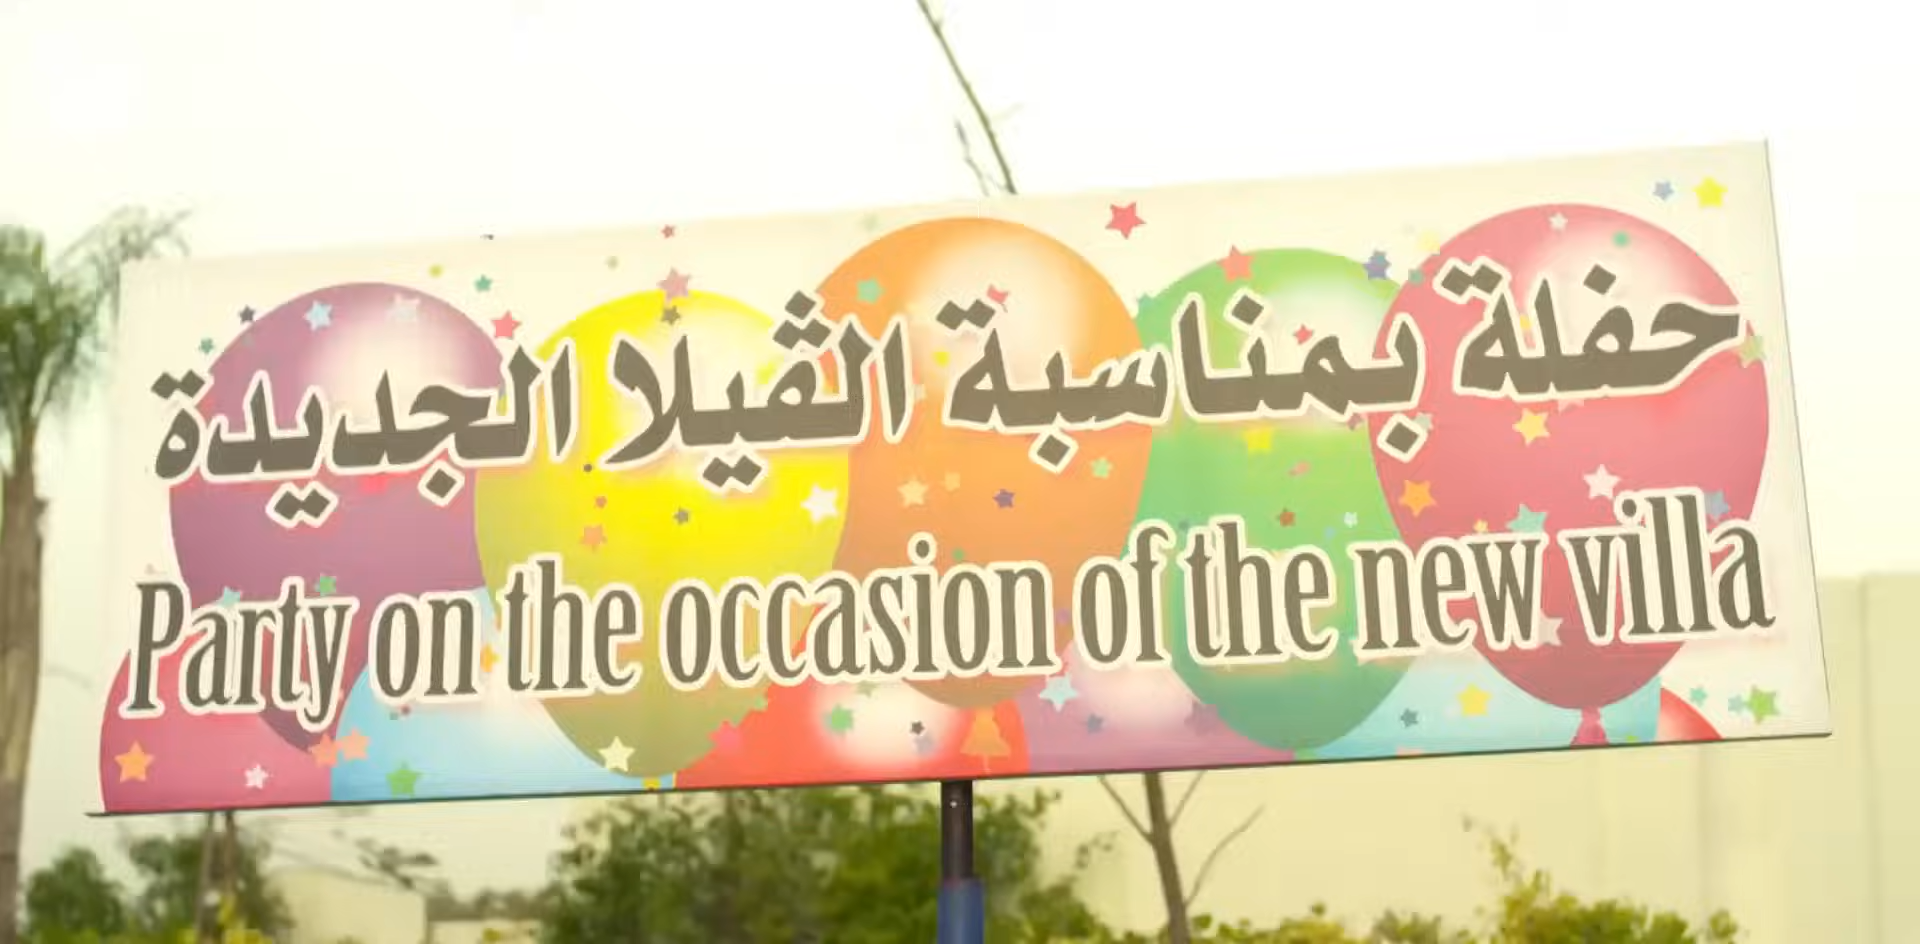 حفلة بمناسبة الڤيلا الجديدة
Party on the occasion of the new villa